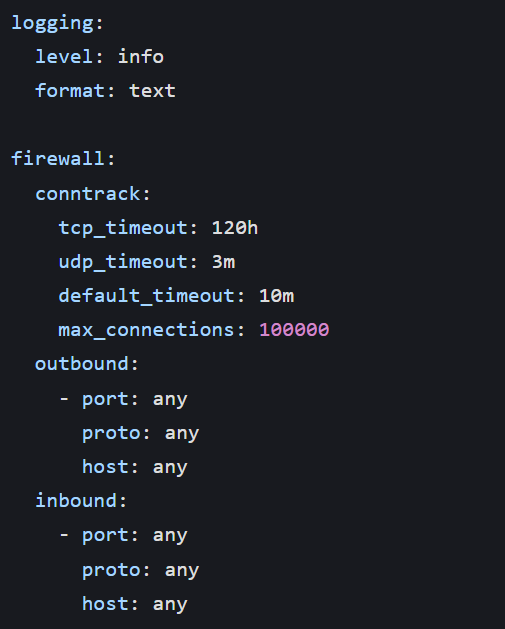 logging:
  level: info
  format: text

firewall:
  conntrack:
    tcp_timeout: 120h
    udp_timeout: 3m
    default_timeout: 10m
    max_connections: 100000
  outbound:
    - port: any
      proto: any
      host: any
  inbound:
    - port: any
      proto: any
      host: any